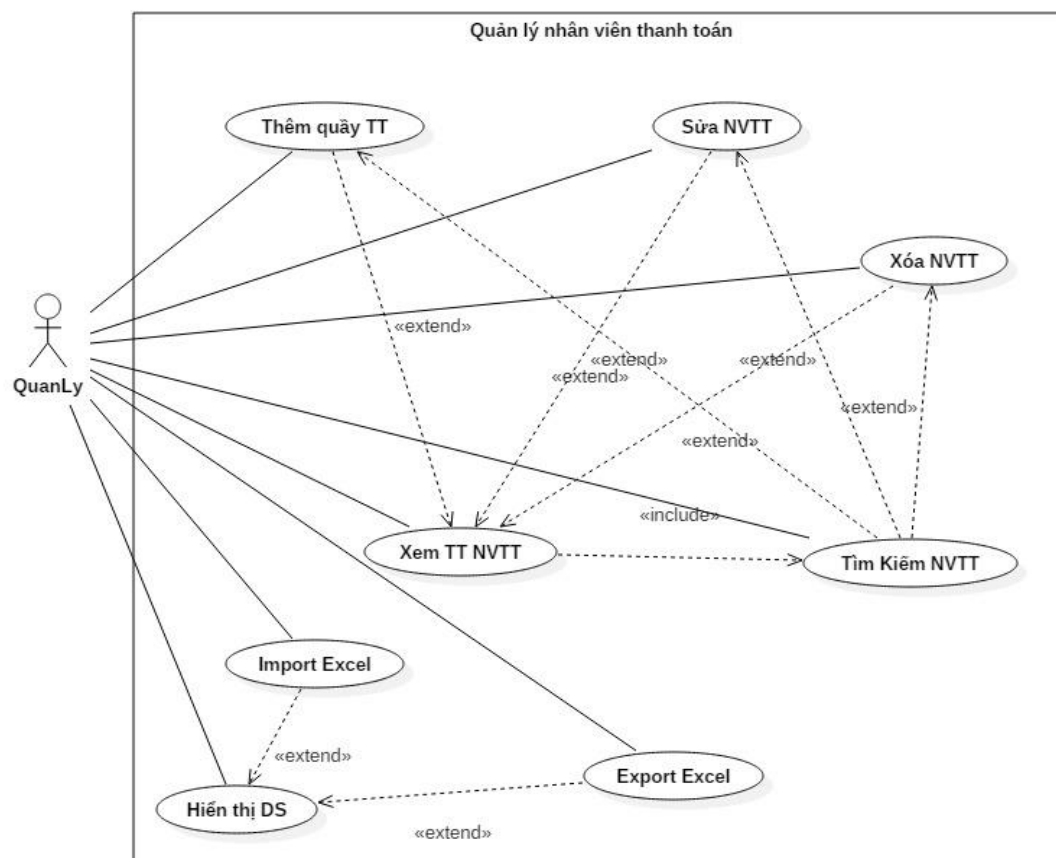 Quản lý nhân viên thanh toán
Thêm quầy TT
Sửa NVTT
Xóa NVTT
QuanLy
«extend»
«extend»
«extend»
«extend»
«extend»
«extend»
«include»
Xem TT NVTT
Tìm Kiếm NVTT
Import Excel
«extend»
Export Excel
Hiển thị DS
«extend»